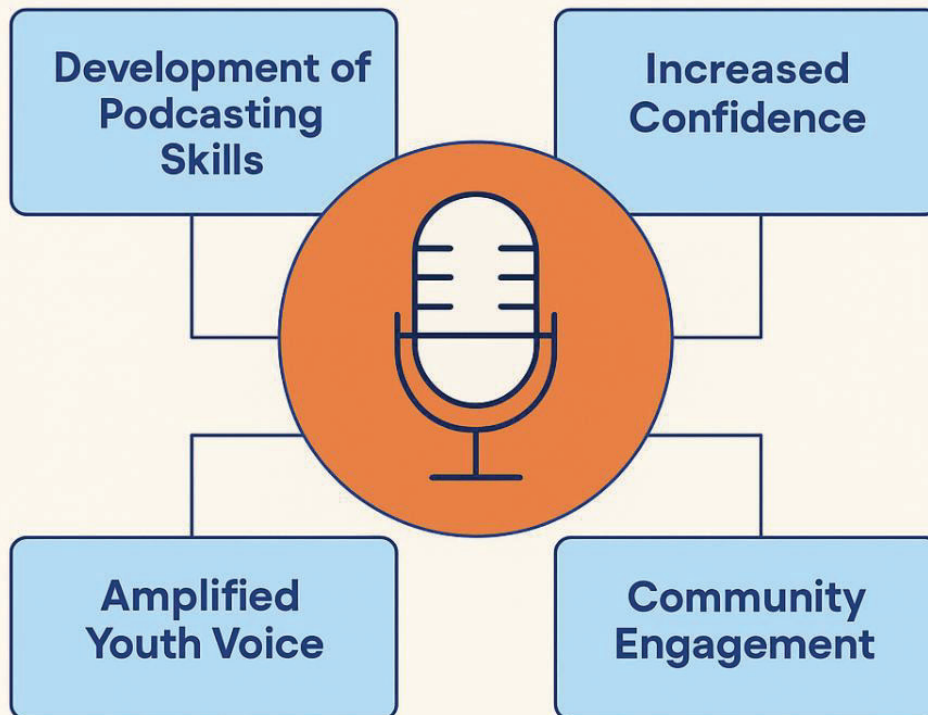 Development of
Podcasting
Skills
Increased
Confidence
Amplified
Youth Voice
Community
Engagement